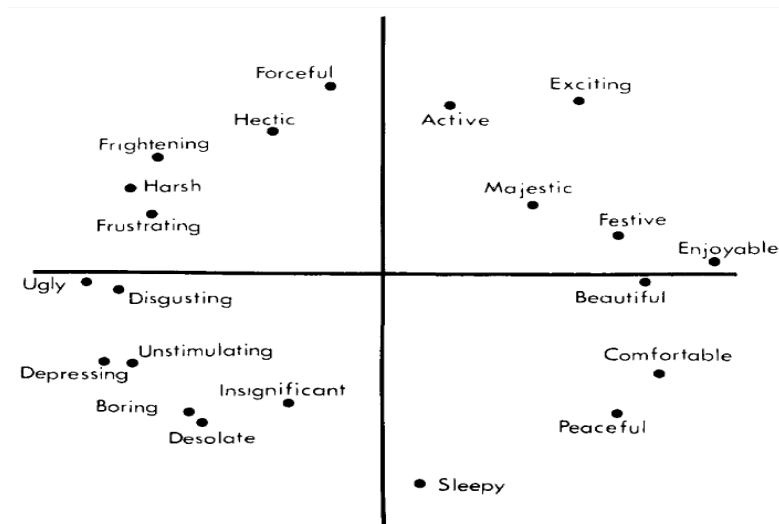 Forceful
Exciting
Hectic
Active
Frightening
Harsh
Majestic
Frustrating
Festive
Enjoyable
Ugly
Disgusting
Beautiful
Unstimulating
Comfortable
Depressing
Insignificant
Boring
Peaceful
Desolate
Sleepy